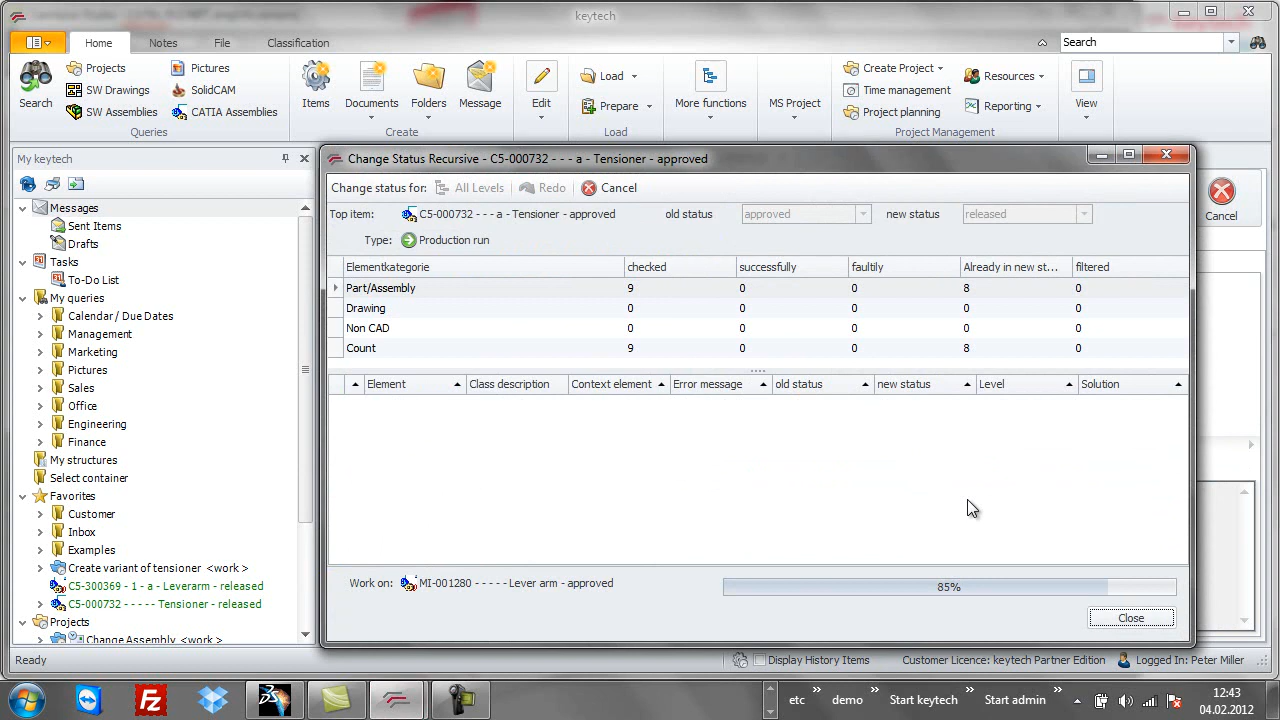 keytech
Home Notes File Classification
Search
Search
Projects
SW Drawings
SW Assemblies
Pictures
SolidCAM
CATIA Assemblies
Queries
Items
Documents
Folders
Message
Create
Edit
Load
Prepare
Load
More functions
MS Project
Create Project
Time management
Project planning
Resources
Reporting
Project Management
View
My keytech
Messages
Sent Items
Drafts
Tasks
To-Do List
My queries
Calendar / Due Dates
Management
Marketing
Pictures
Sales
Office
Engineering
Finance
My structures
Select container
Favorites
Customer
Inbox
Examples
Create variant of tensioner <work >
C5-300369 - 1 - a - Leverarm - released
C5-000732 - - - - - Tensioner - released
Projects
Change Assembly <work >
Change Status Recursive - C5-000732 - - - a - Tensioner - approved
Change status for: All Levels Redo Cancel
Top item: C5-000732 - - - a - Tensioner - approved old status approved new status released
Type: Production run
Elementkategorie checked successfully faultily Already in new st... filtered
Part/Assembly 9 0 0 8 0
Drawing 0 0 0 0 0
Non CAD 0 0 0 0 0
Count 9 0 0 8 0
Element Class description Context element Error message old status new status Level Solution
Work on: MI-001280 - - - - - Lever arm - approved 85%
Close
Cancel
Ready Display History Items Customer Licence: keytech Partner Edition Logged In: Peter Miller
etc » demo » Start keytech » Start admin »
12:43
04.02.2012